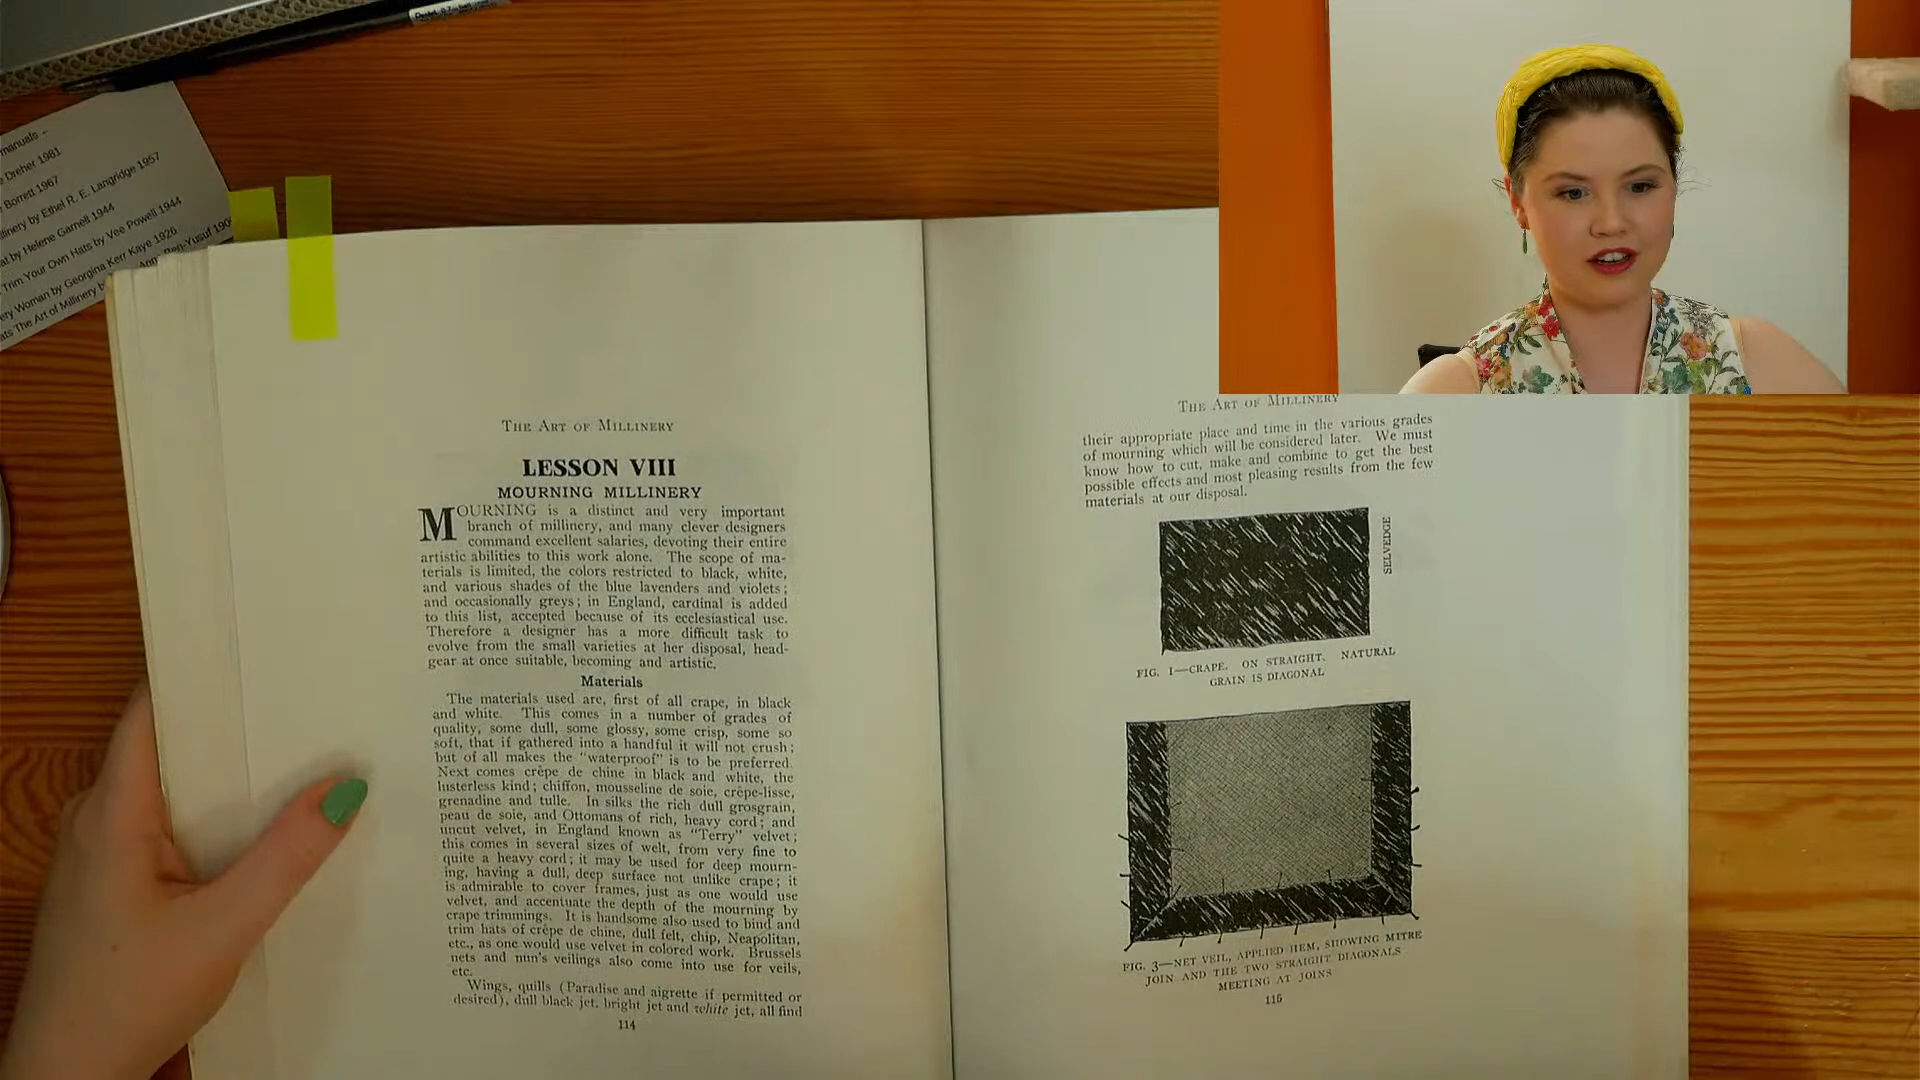 Pentel
manuals -
Dreher 1981
Borrett 1967
by Ethel R. E. Langridge 1957
at by Helene Garnell 1944
Trim Your Own Hats by Vee Powell 1944
Woman by Georgina Kerr Kaye 1926
The Art of Millinery
The Art of Millinery
LESSON VIII
MOURNING MILLINERY
MOURNING is a distinct and very important
branch of millinery, and many clever designers
command excellent salaries, devoting their entire
artistic abilities to this work alone. The scope of ma-
terials is limited, the colors restricted to black, white,
and various shades of the blue lavenders and violets;
and occasionally greys; in England, cardinal is added
to this list, accepted because of its ecclesiastical use.
Therefore a designer has a more difficult task to
evolve from the small varieties at her disposal, head-
gear at once suitable, becoming and artistic.
Materials
The materials used are, first of all crape, in black
and white. This comes in a number of grades of
quality, some dull, some glossy, some crisp, some so
soft, that if gathered into a handful it will not crush;
but of all makes the "waterproof" is to be preferred.
Next comes crêpe de chine in black and white, the
lusterless kind; chiffon, mousseline de soie, crêpe-lisse,
grenadine and tulle. In silks the rich dull grosgrain,
peau de soie, and Ottomans of rich, heavy cord; and
uncut velvet, in England known as "Terry" velvet;
this comes in several sizes of welt, from very fine to
quite a heavy cord; it may be used for deep mourn-
ing, having a dull, deep surface not unlike crape; it
is admirable to cover frames, just as one would use
velvet, and accentuate the depth of the mourning by
crape trimmings. It is handsome also used to bind and
trim hats of crêpe de chine, dull felt, chip, Neapolitan,
etc., as one would use velvet in colored work. Brussels
nets and nun's veilings also come into use for veils,
etc.
Wings, quills (Paradise and aigrette if permitted or
desired), dull black jet, bright jet and white jet, all find
114
The Art of Millinery
their appropriate place and time in the various grades
of mourning which will be considered later. We must
know how to cut, make and combine to get the best
possible effects and most pleasing results from the few
materials at our disposal.
SELVEDGE
FIG. 1—CRAPE. ON STRAIGHT. NATURAL
GRAIN IS DIAGONAL
FIG. 3—NET VEIL, APPLIED HEM, SHOWING MITRE
JOIN AND THE TWO STRAIGHT DIAGONALS
MEETING AT JOINS
115